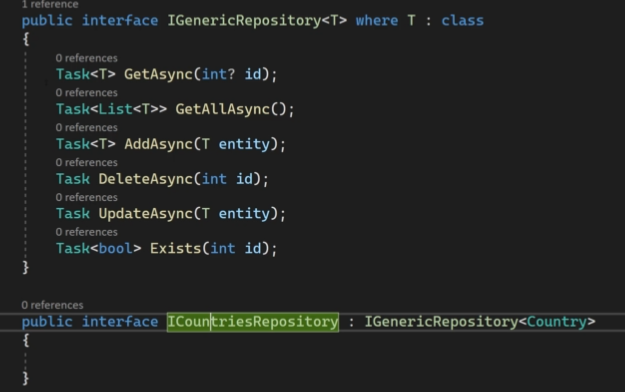 1 reference
public interface IGenericRepository<T> where T : class
{
0 references
Task<T> GetAsync(int? id);
0 references
Task<List<T>> GetAllAsync();
0 references
Task<T> AddAsync(T entity);
0 references
Task DeleteAsync(int id);
0 references
Task UpdateAsync(T entity);
0 references
Task<bool> Exists(int id);
}
0 references
public interface ICountriesRepository : IGenericRepository<Country>
{
}